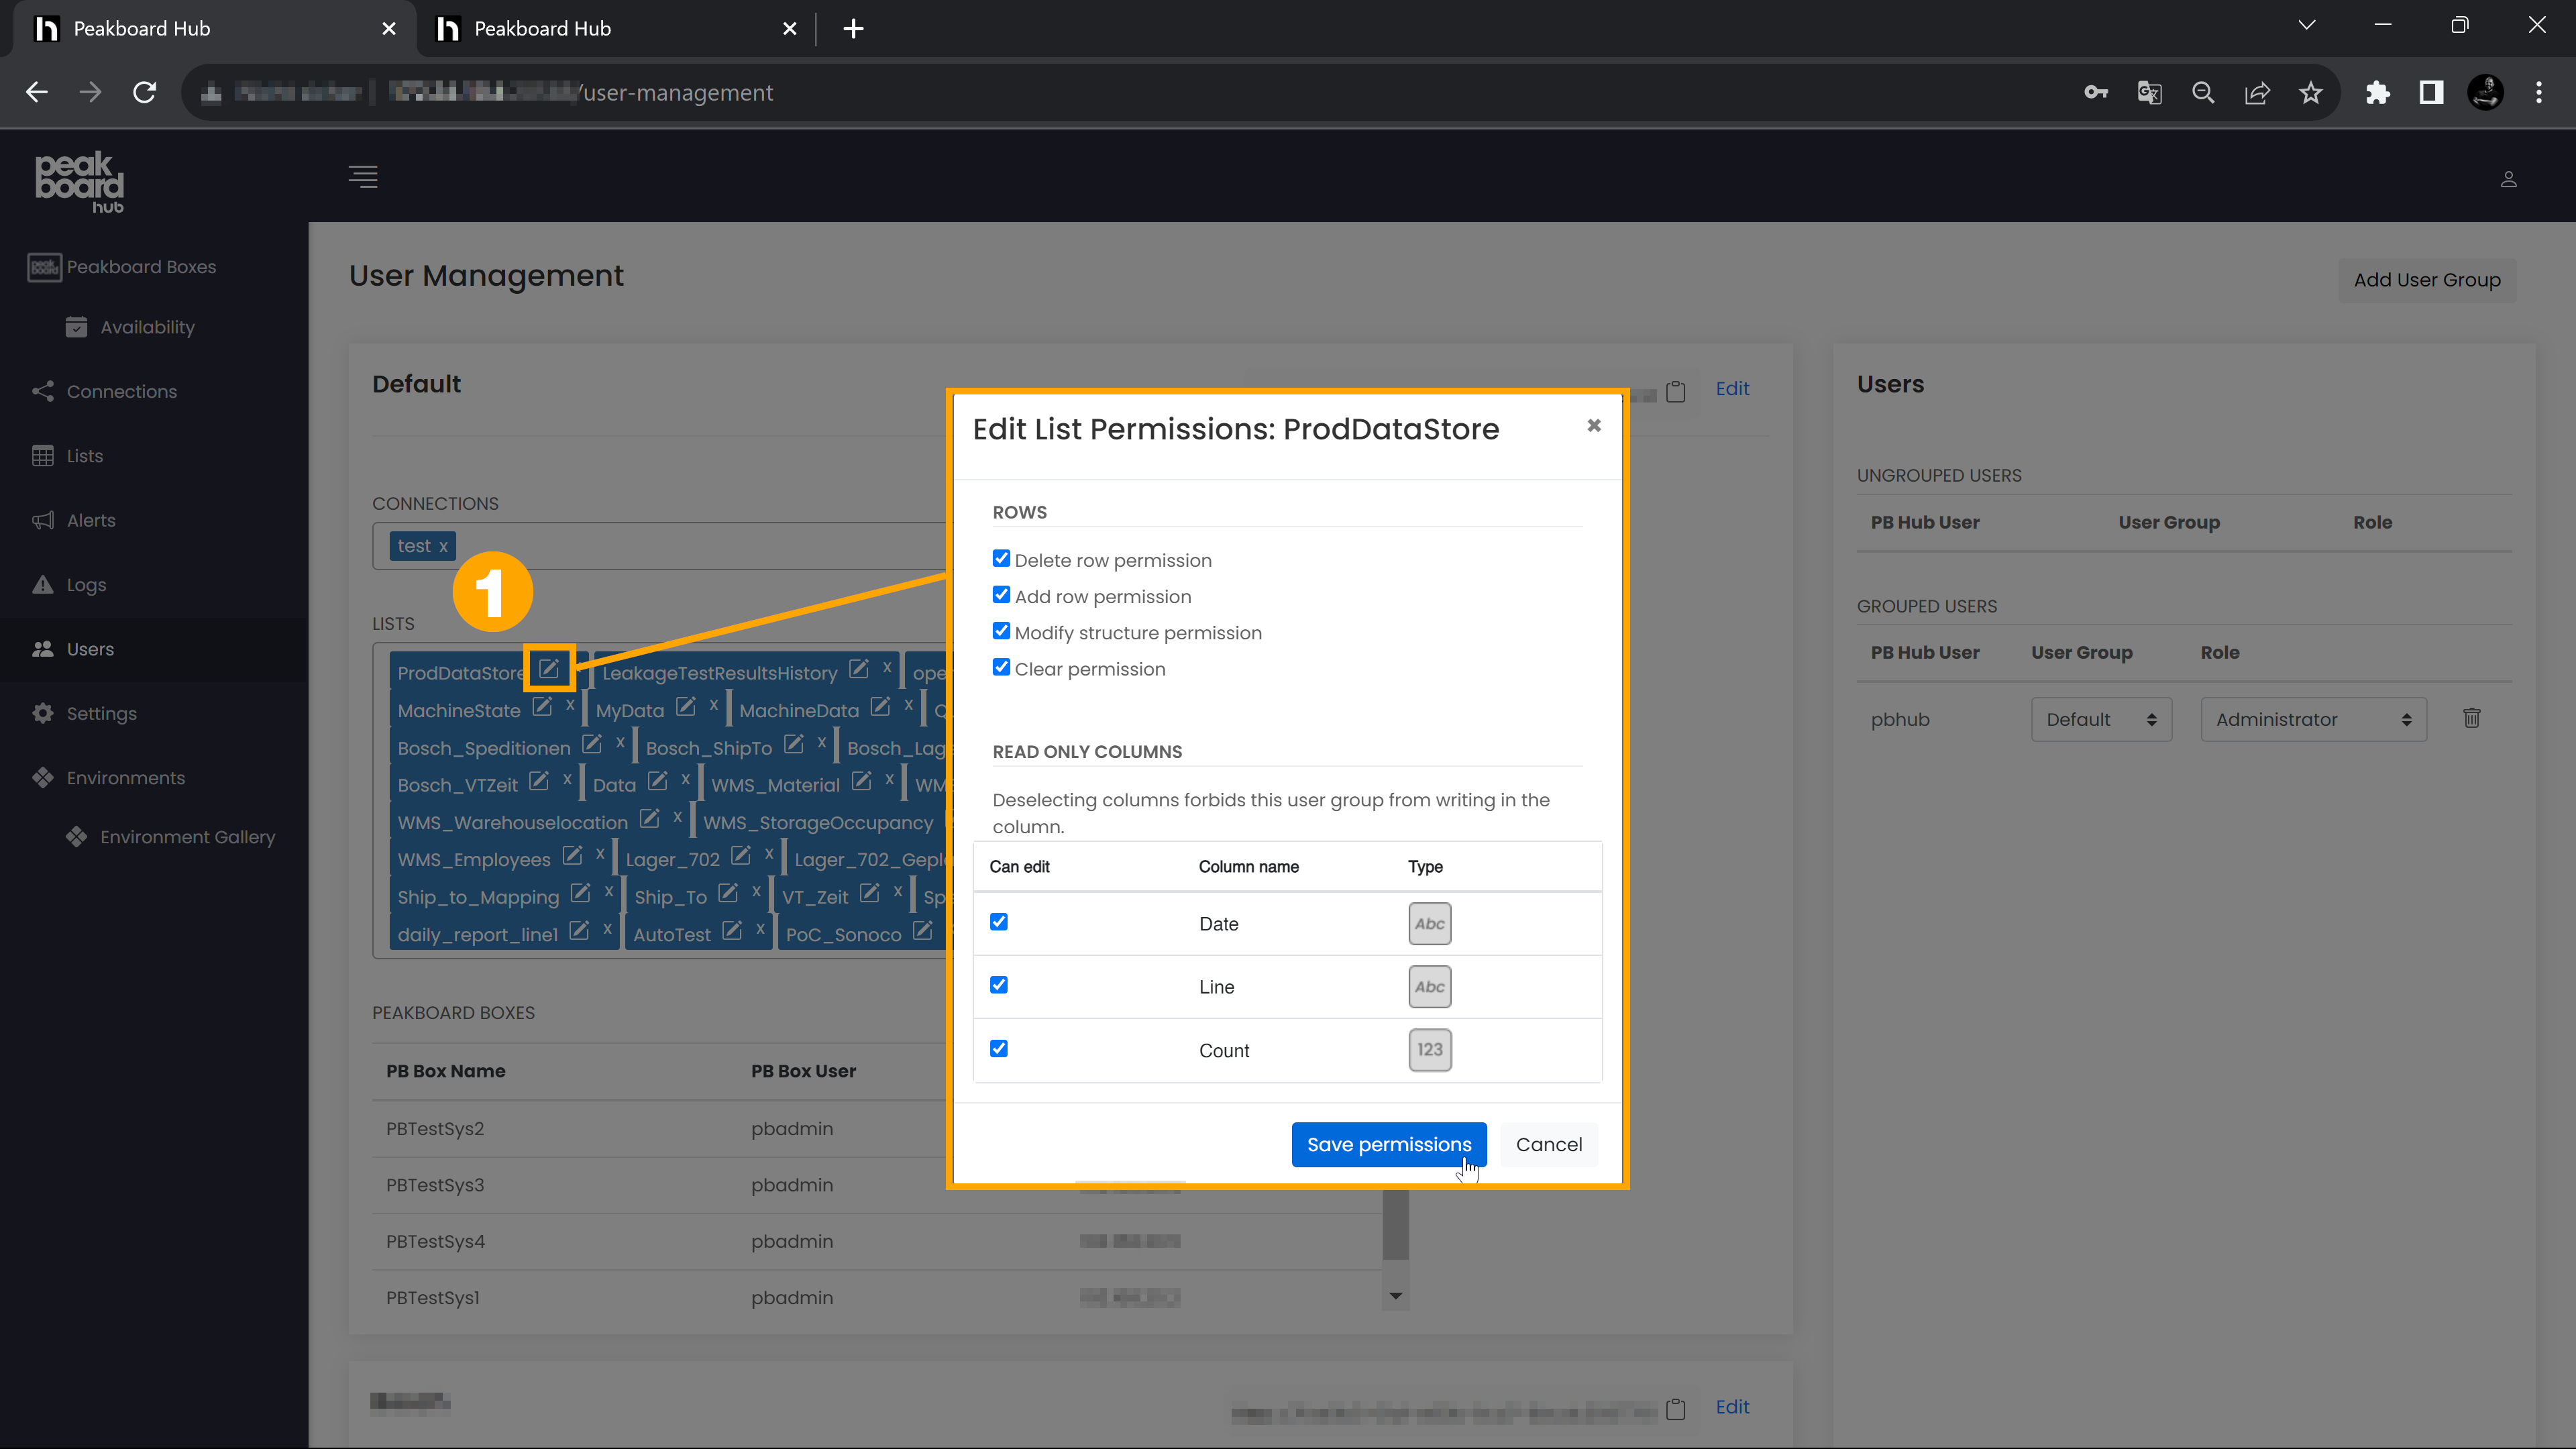 Peakboard Hub
Peakboard Hub
/user-management
peak
board
hub
Peakboard Boxes
Availability
Connections
Lists
Alerts
Logs
Users
Settings
Environments
Environment Gallery
User Management
Add User Group
Default
Edit
CONNECTIONS
test x
1
LISTS
ProdDataStore LeakageTestResultsHistory x ope
MachineState x MyData x MachineData x
Bosch_Speditionen x Bosch_ShipTo x Bosch_Lag
Bosch_VTZeit x Data x WMS_Material x WM
WMS_Warehouselocation x WMS_StorageOccupancy
WMS_Employees x Lager_702 x Lager_702_Gepl
Ship_to_Mapping x Ship_To x VT_Zeit x Sp
daily_report_line1 x AutoTest x PoC_Sonoco
PEAKBOARD BOXES
PB Box Name PB Box User
PBTestSys2 pbadmin
PBTestSys3 pbadmin
PBTestSys4 pbadmin
PBTestSys1 pbadmin
Edit
Edit List Permissions: ProdDataStore
ROWS
Delete row permission
Add row permission
Modify structure permission
Clear permission
READ ONLY COLUMNS
Deselecting columns forbids this user group from writing in the
column.
Can edit Column name Type
Date Abc
Line Abc
Count 123
Save permissions Cancel
Users
UNGROUPED USERS
PB Hub User User Group Role
GROUPED USERS
PB Hub User User Group Role
pbhub Default Administrator